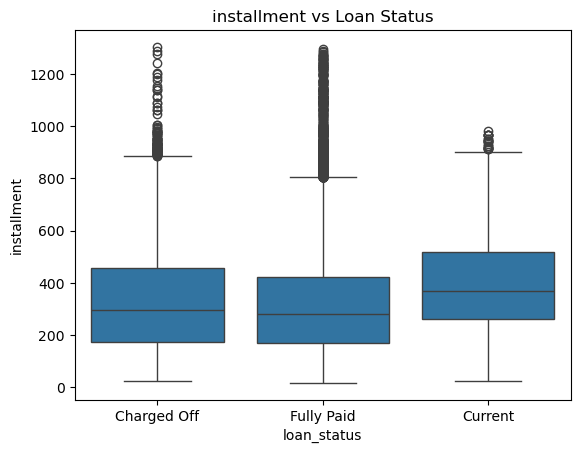 installment vs Loan Status
installment
1200
1000
800
600
400
200
0
Charged Off
Fully Paid
Current
loan_status